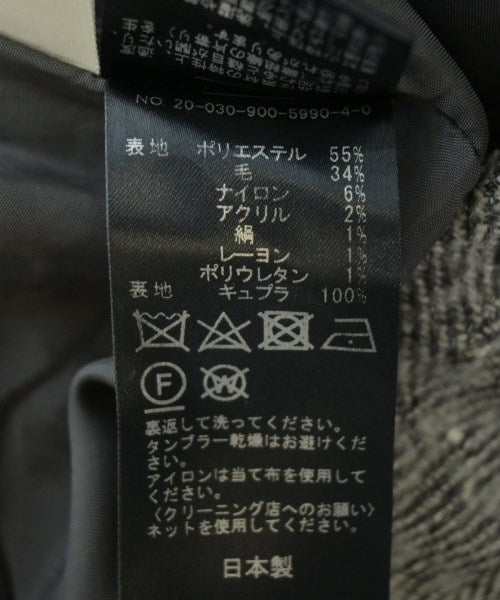 NO. 20-030-900-5990-4-0
表地 ポリエステル 55%
毛 34%
ナイロン 6%
アクリル 2%
絹 1%
レーヨン 1%
ポリウレタン 1%
裏地 キュプラ 100%
F
W
裏返して洗ってください。
タンブラー乾燥はお避けくだ
さい。
アイロンは当て布を使用して
ください。
〈クリーニング店へのお願い〉
ネットを使用してください。
日本製